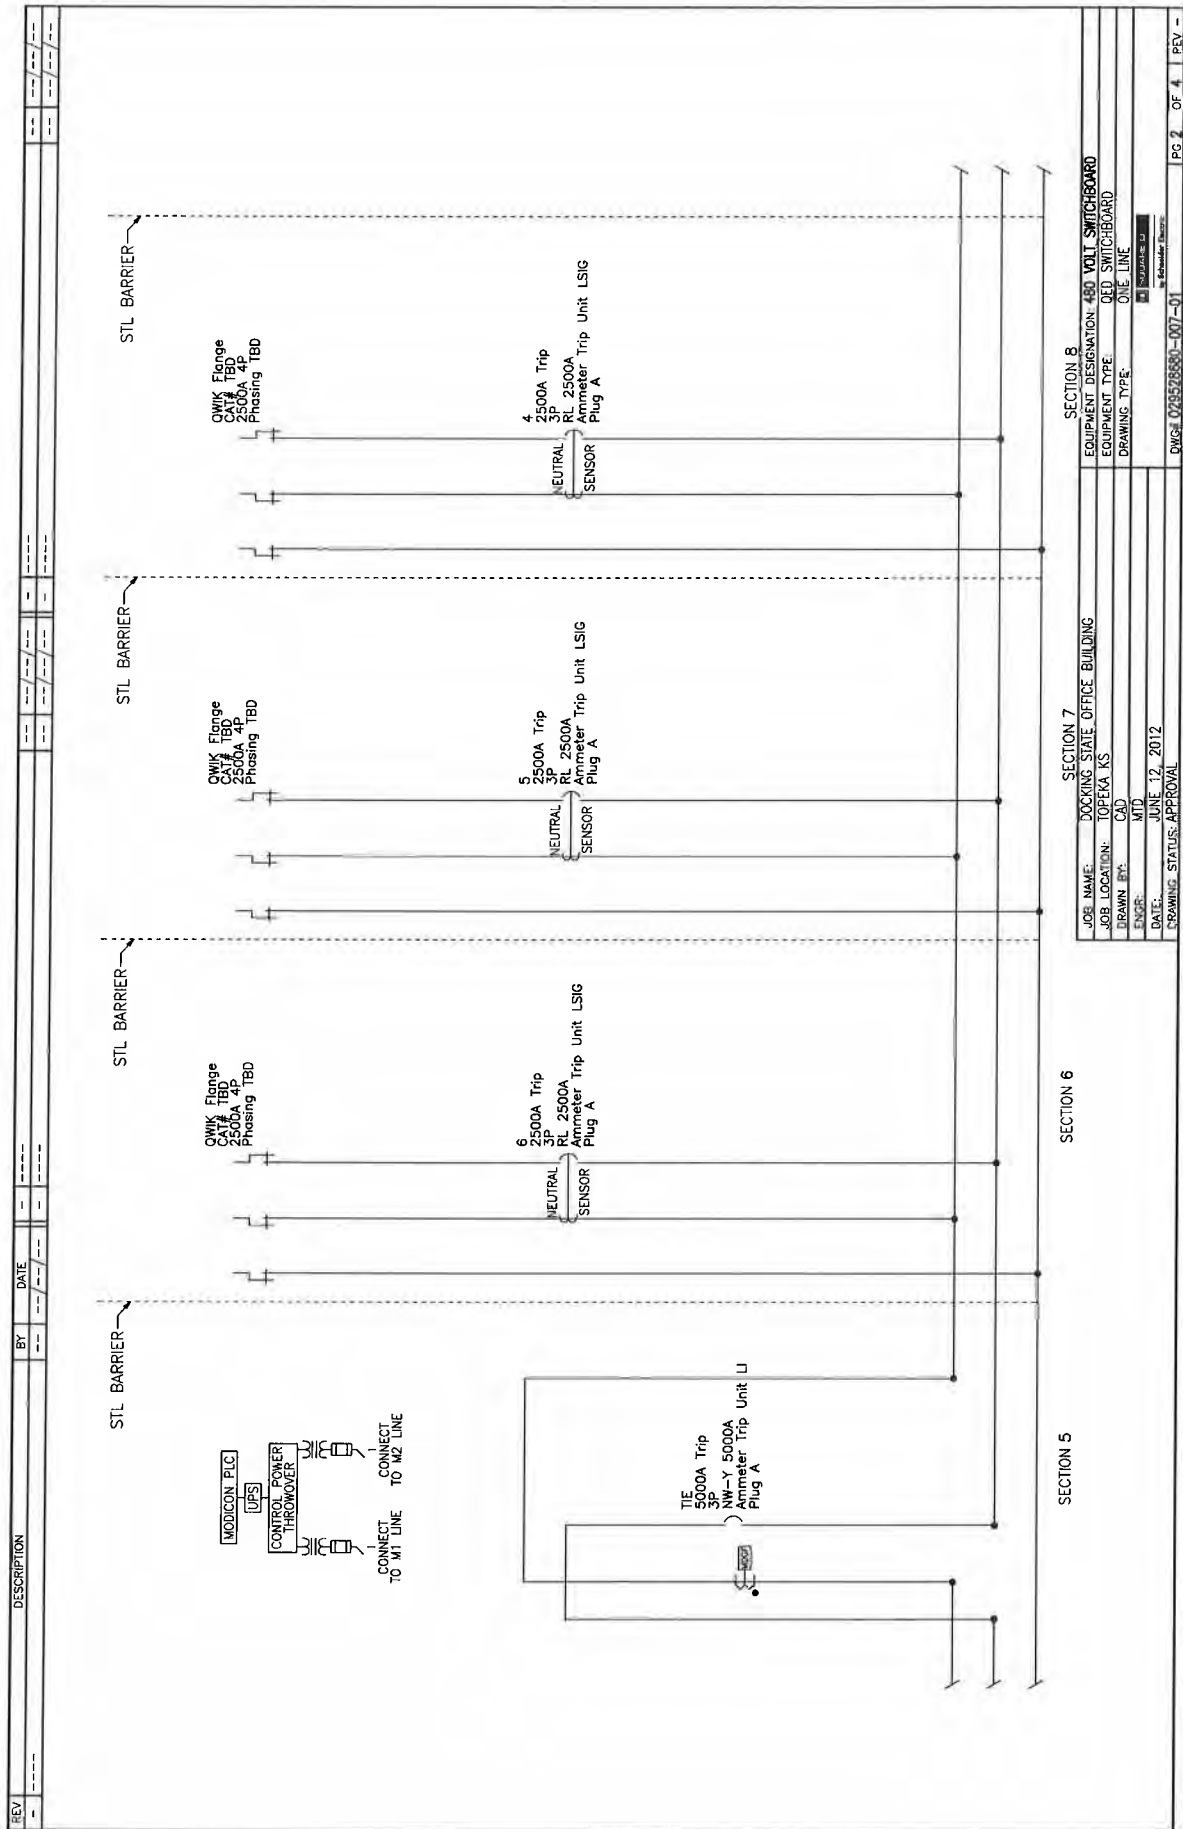 REV DESCRIPTION BY DATE
STL BARRIER
STL BARRIER
STL BARRIER
STL BARRIER
MODICON PLC
UPS
CONTROL POWER
THROWOVER
CONNECT
TO M1 LINE
CONNECT
TO M2 LINE
TIE
5000A Trip
3P
NW-Y 5000A
Ammeter Trip Unit LI
Plug A
MDGF
QWIK Flange
CAT# TBD
2500A 4P
Phasing TBD
6
2500A Trip
3P
RL 2500A
Ammeter Trip Unit LSIG
Plug A
NEUTRAL
SENSOR
QWIK Flange
CAT# TBD
2500A 4P
Phasing TBD
5
2500A Trip
3P
RL 2500A
Ammeter Trip Unit LSIG
Plug A
NEUTRAL
SENSOR
QWIK Flange
CAT# TBD
2500A 4P
Phasing TBD
4
2500A Trip
3P
RL 2500A
Ammeter Trip Unit LSIG
Plug A
NEUTRAL
SENSOR
SECTION 5
SECTION 6
SECTION 7
SECTION 8
JOB NAME: DOCKING STATE OFFICE BUILDING
JOB LOCATION: TOPEKA KS
DRAWN BY: CAD
ENGR: MTD
DATE: JUNE 12, 2012
DRAWING STATUS: APPROVAL
EQUIPMENT DESIGNATION: 480 VOLT SWITCHBOARD
EQUIPMENT TYPE: QED SWITCHBOARD
DRAWING TYPE: ONE LINE
SQUARE D
by Schneider Electric
DWG# 029528680-007-01
PG 2 OF 4 REV -